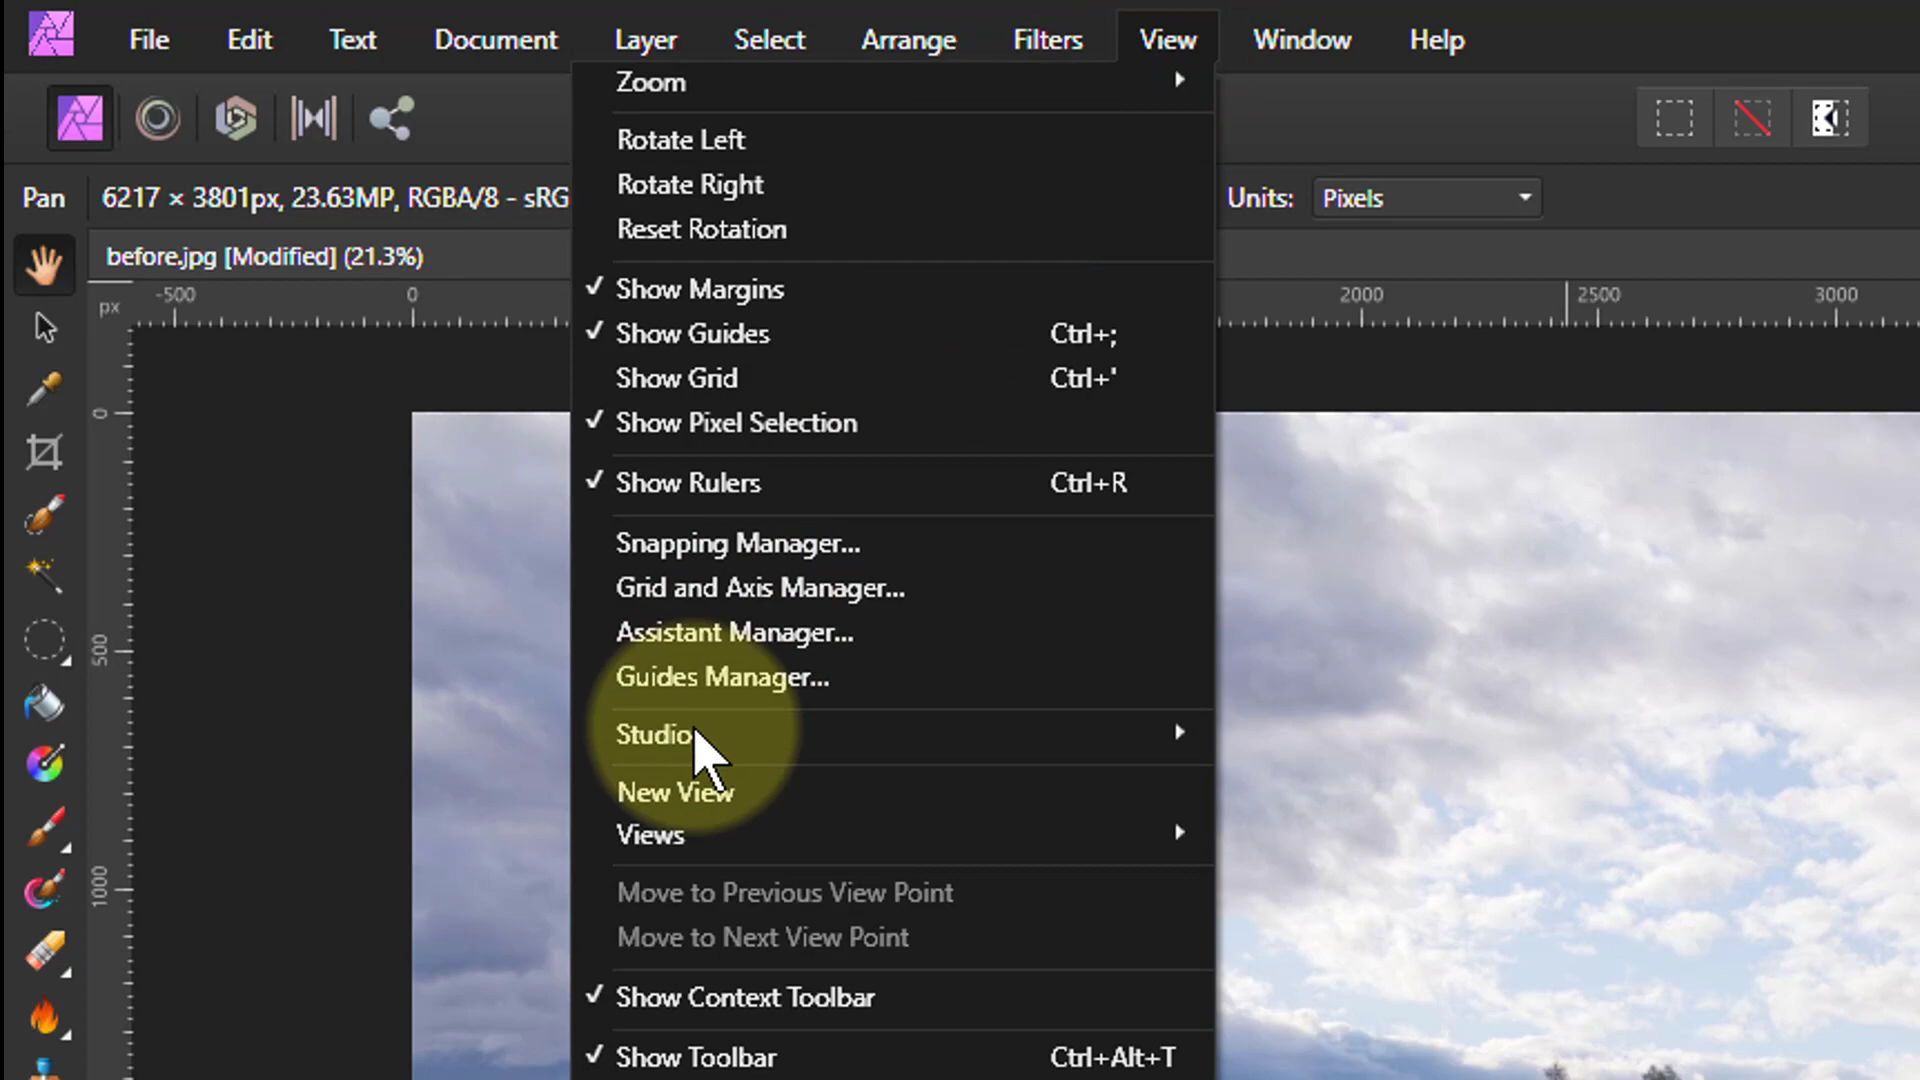 File Edit Text Document Layer Select Arrange Filters View Window Help
Zoom
Rotate Left
Rotate Right
Reset Rotation
Pan 6217 × 3801px, 23.63MP, RGBA/8 - sRG Units: Pixels
before.jpg [Modified] (21.3%)
px -500 0 2000 2500 3000
Show Margins
Show Guides Ctrl+;
Show Grid Ctrl+'
Show Pixel Selection
0
Show Rulers Ctrl+R
Snapping Manager...
Grid and Axis Manager...
Assistant Manager...
500
Guides Manager...
Studio
New View
Views
1000
Move to Previous View Point
Move to Next View Point
Show Context Toolbar
Show Toolbar Ctrl+Alt+T